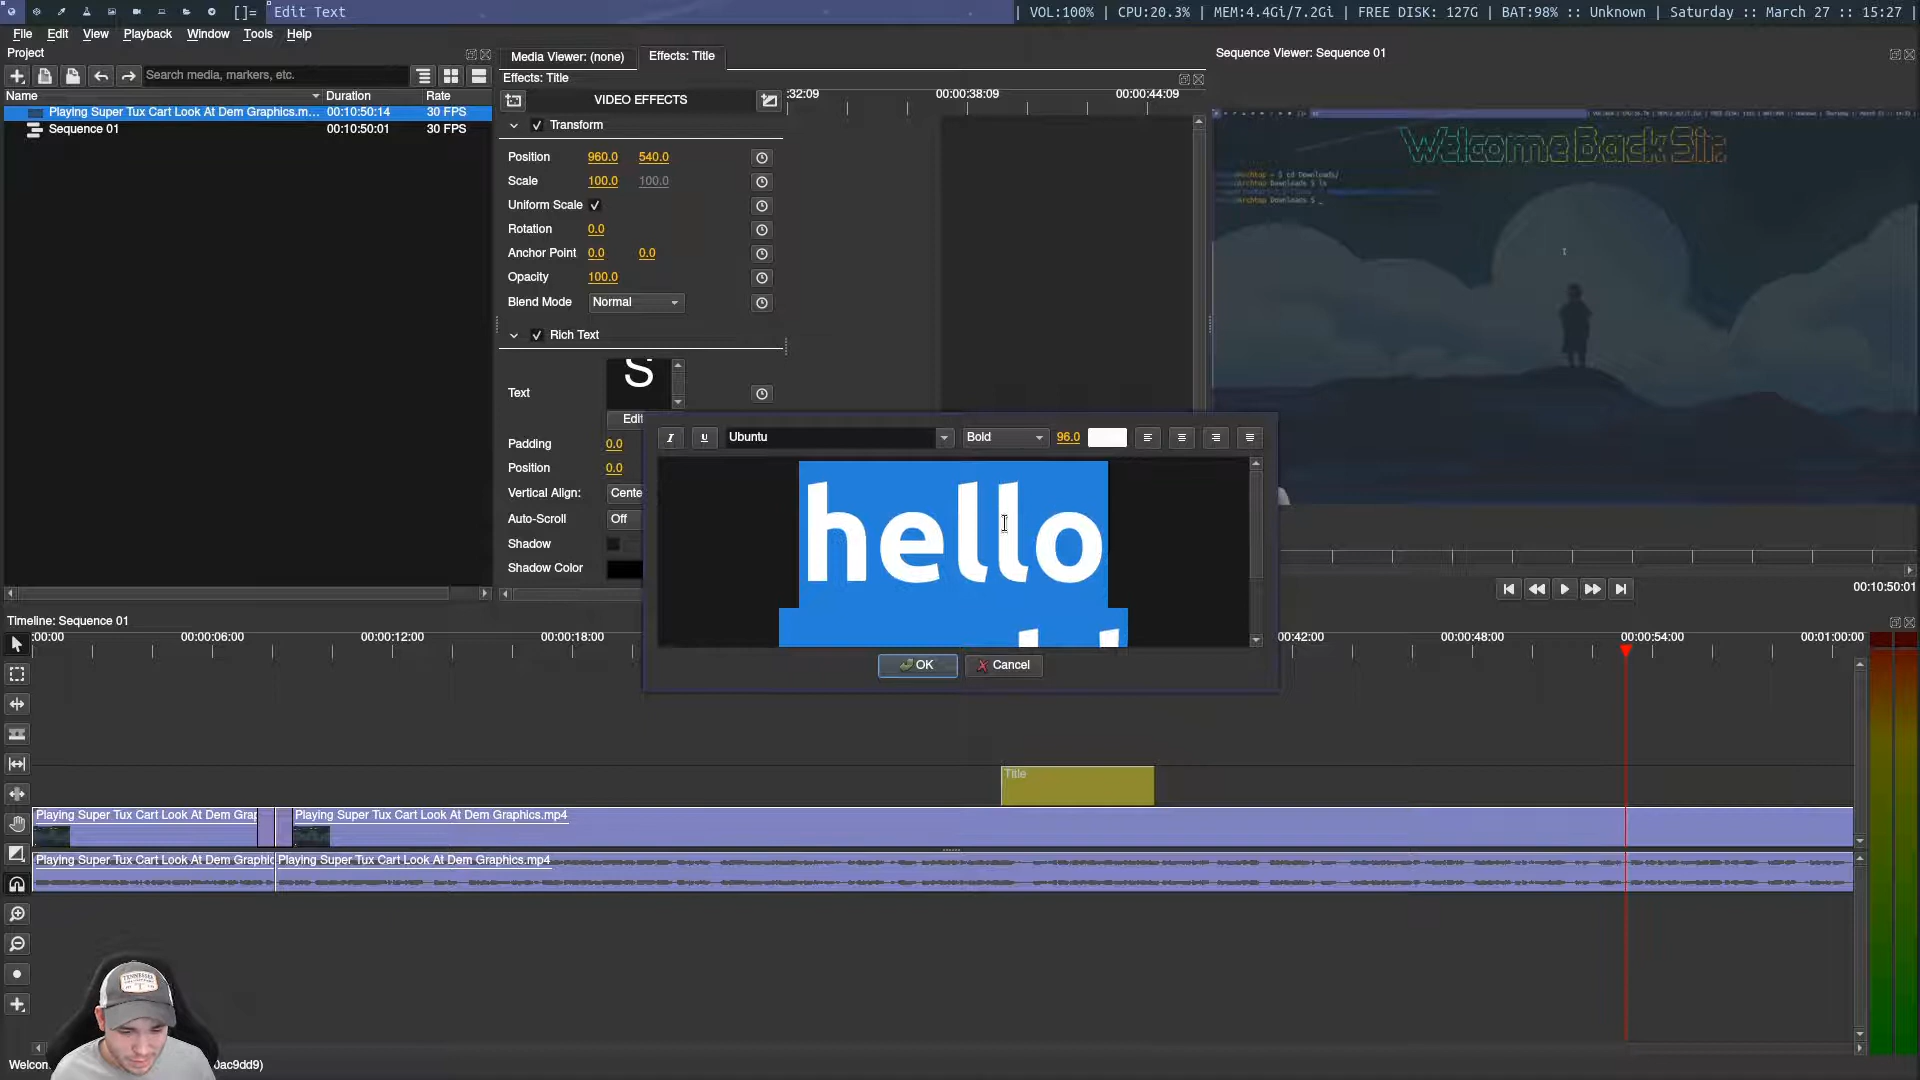 []= Edit Text | VOL:100% | CPU:20.3% | MEM:4.4Gi/7.2Gi | FREE DISK: 127G | BAT:98% :: Unknown | Saturday :: March 27 :: 15:27 |
File Edit View Playback Window Tools Help
Project
Search media, markers, etc.
Name Duration Rate
Playing Super Tux Cart Look At Dem Graphics.m... 00:10:50:14 30 FPS
Sequence 01 00:10:50:01 30 FPS
Media Viewer: (none) Effects: Title
Effects: Title
VIDEO EFFECTS
:32:09 00:00:38:09 00:00:44:09
Transform
Position 960.0 540.0
Scale 100.0 100.0
Uniform Scale
Rotation 0.0
Anchor Point 0.0 0.0
Opacity 100.0
Blend Mode Normal
Rich Text
S
Text
Edit
Padding 0.0
Position 0.0
Vertical Align: Cente
Auto-Scroll Off
Shadow
Shadow Color
Sequence Viewer: Sequence 01
Welcome Back Sir
cd Downloads/
Downloads $ ls
Downloads $ _
00:10:50:01
I U Ubuntu Bold 96.0
hello
OK Cancel
Timeline: Sequence 01
:00:00 00:00:06:00 00:00:12:00 00:00:18:00 :00:42:00 00:00:48:00 00:00:54:00 00:01:00:00
Title
Playing Super Tux Cart Look At Dem Grap Playing Super Tux Cart Look At Dem Graphics.mp4
Playing Super Tux Cart Look At Dem Graphic Playing Super Tux Cart Look At Dem Graphics.mp4
TENNESSEE
Welcon 0ac9dd9)